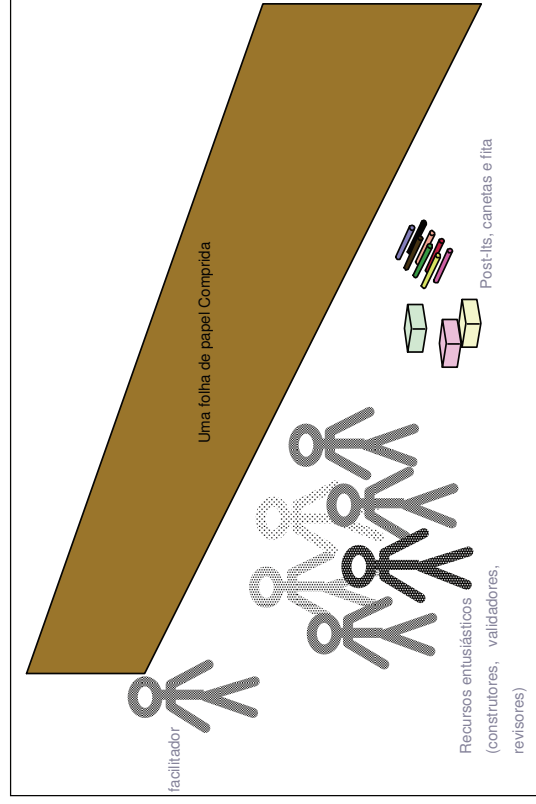 Uma folha de papel Comprida
facilitador
Recursos entusiásticos
(construtores, validadores,
revisores)
Post-Its, canetas e fita